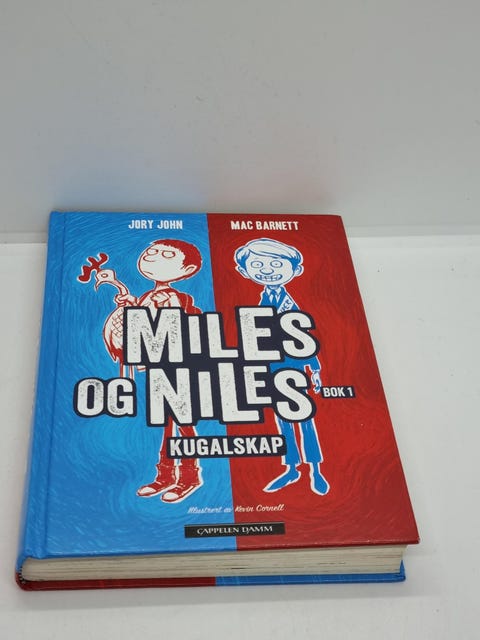 JORY JOHN
MAC BARNETT
MILES
OG NILES
BOK 1
KUGALSKAP
Illustrert av Kevin Cornell
CAPPELEN DAMM